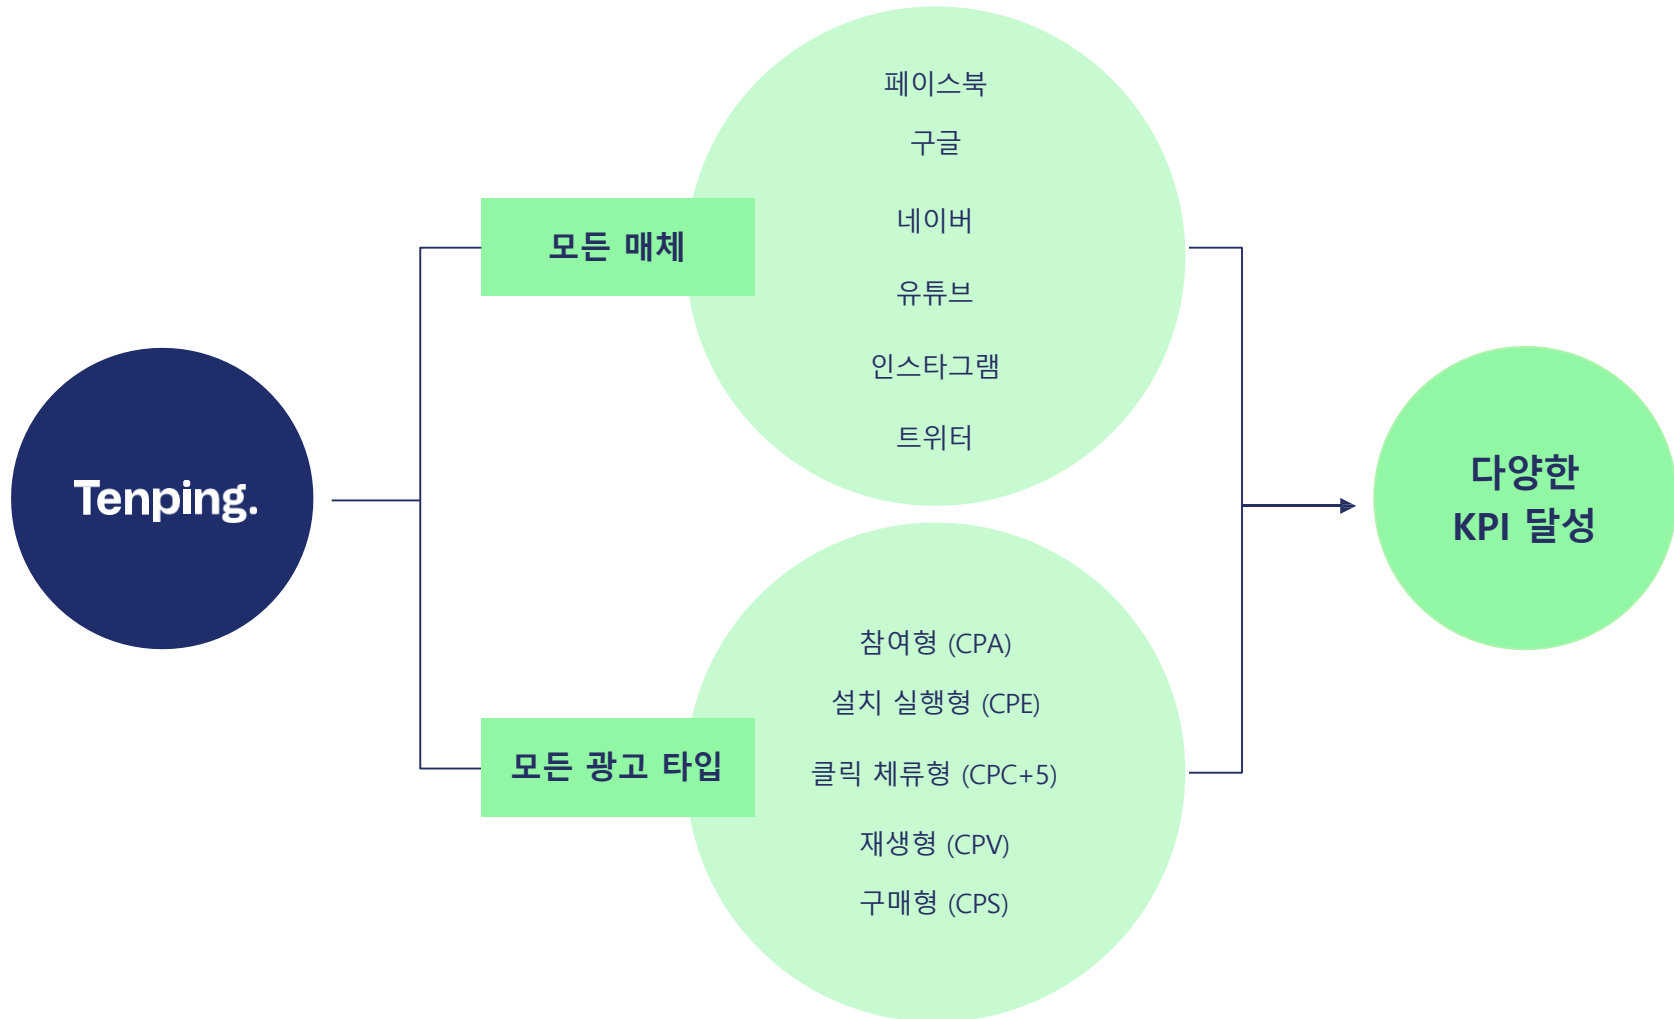 Tenping.
모든 매체
페이스북
구글
네이버
유튜브
인스타그램
트위터
모든 광고 타입
참여형 (CPA)
설치 실행형 (CPE)
클릭 체류형 (CPC+5)
재생형 (CPV)
구매형 (CPS)
다양한
KPI 달성